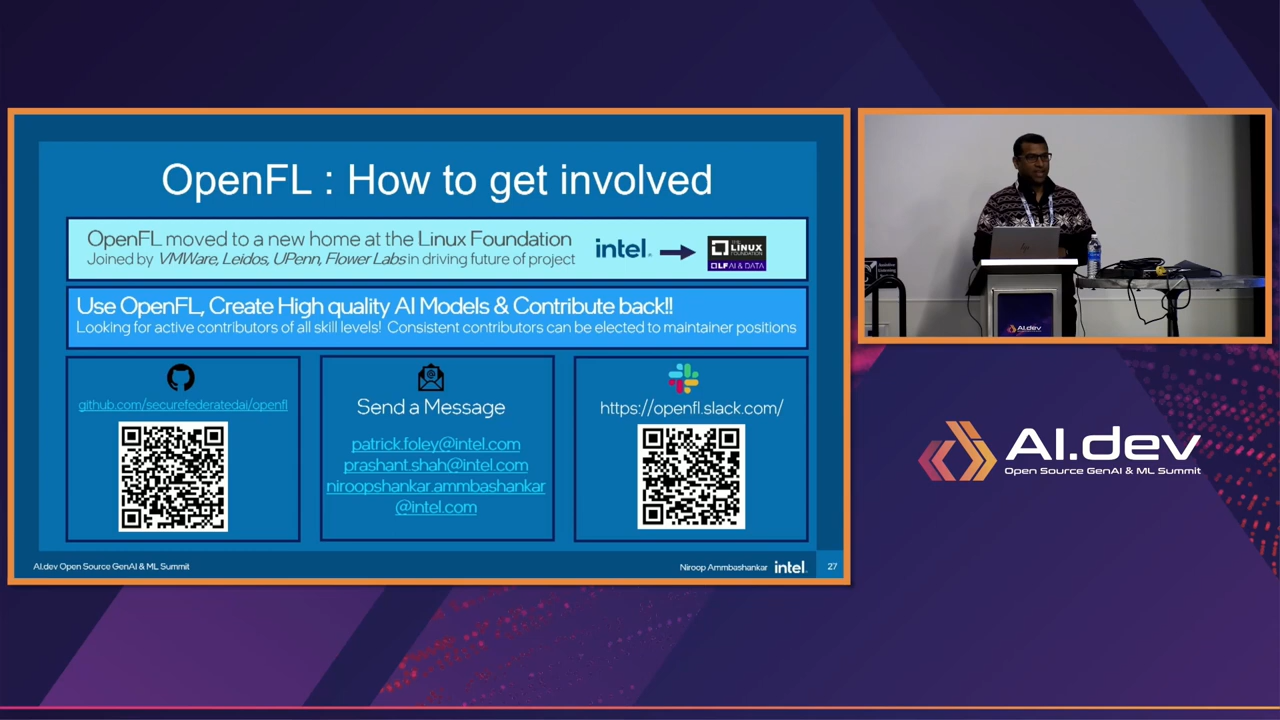 OpenFL : How to get involved
OpenFL moved to a new home at the Linux Foundation
Joined by VMWare, Leidos, UPenn, Flower Labs in driving future of project
intel.
THE LINUX FOUNDATION
LF AI & DATA
Use OpenFL, Create High quality AI Models & Contribute back!!
Looking for active contributors of all skill levels! Consistent contributors can be elected to maintainer positions
github.com/securefederatedai/openfl
Send a Message
patrick.foley@intel.com
prashant.shah@intel.com
niroopshankar.ammbashankar
@intel.com
https://openfl.slack.com/
AI.dev Open Source GenAI & ML Summit
Niroop Ammbashankar
intel.
27
hp
Assistive
Listening
AI.dev
AI.dev
Open Source GenAI & ML Summit